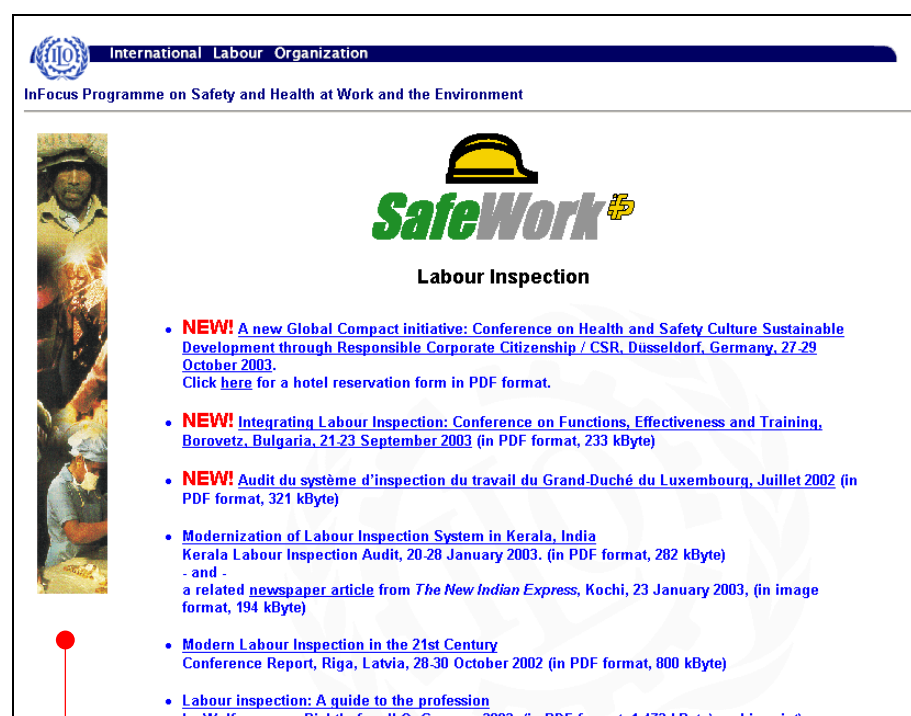 International Labour Organization
InFocus Programme on Safety and Health at Work and the Environment
SafeWork
Labour Inspection
• NEW! A new Global Compact initiative: Conference on Health and Safety Culture Sustainable
Development through Responsible Corporate Citizenship / CSR, Düsseldorf, Germany, 27-29
October 2003.
Click here for a hotel reservation form in PDF format.
• NEW! Integrating Labour Inspection: Conference on Functions, Effectiveness and Training,
Borovetz, Bulgaria, 21-23 September 2003 (in PDF format, 233 kByte)
• NEW! Audit du système d'inspection du travail du Grand-Duché du Luxembourg, Juillet 2002 (in
PDF format, 321 kByte)
• Modernization of Labour Inspection System in Kerala, India
Kerala Labour Inspection Audit, 20-28 January 2003. (in PDF format, 282 kByte)
- and -
a related newspaper article from The New Indian Express, Kochi, 23 January 2003, (in image
format, 194 kByte)
• Modern Labour Inspection in the 21st Century
Conference Report, Riga, Latvia, 28-30 October 2002 (in PDF format, 800 kByte)
• Labour inspection: A guide to the profession